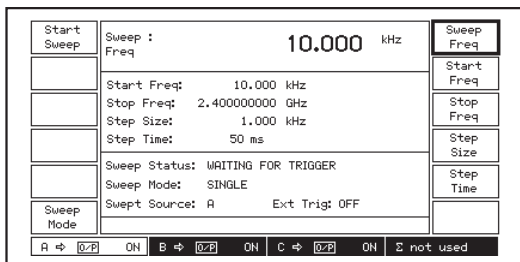 Start
Sweep
Sweep :
Freq
10.000 kHz
Sweep
Freq
Start
Freq
Start Freq: 10.000 kHz
Stop Freq: 2.400000000 GHz
Step Size: 1.000 kHz
Step Time: 50 ms
Stop
Freq
Step
Size
Step
Time
Sweep Status: WAITING FOR TRIGGER
Sweep Mode: SINGLE
Swept Source: A Ext Trig: OFF
Sweep
Mode
A ⇨ O/P ON B ⇨ O/P ON C ⇨ O/P ON Σ not used